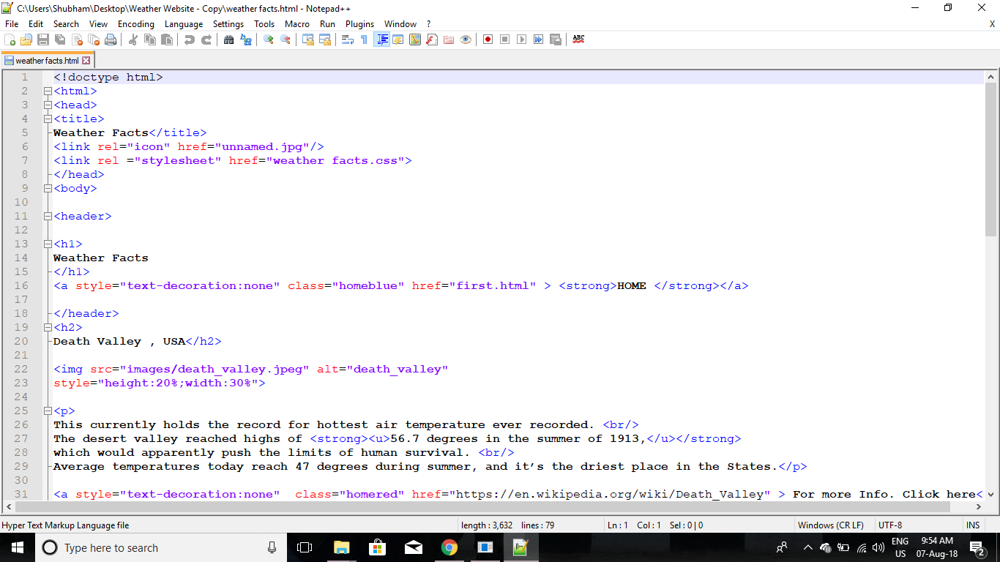 C:\Users\Shubham\Desktop\Weather Website - Copy\weather facts.html - Notepad++
File Edit Search View Encoding Language Settings Tools Macro Run Plugins Window ? X
ABC
weather facts.html
1 <!doctype html>
2 <html>
3 <head>
4 <title>
5 Weather Facts</title>
6 <link rel="icon" href="unnamed.jpg"/>
7 <link rel ="stylesheet" href="weather facts.css">
8 </head>
9 <body>
10
11 <header>
12
13 <h1>
14 Weather Facts
15 </h1>
16 <a style="text-decoration:none" class="homeblue" href="first.html" > <strong>HOME </strong></a>
17
18 </header>
19 <h2>
20 Death Valley , USA</h2>
21
22 <img src="images/death_valley.jpeg" alt="death_valley"
23 style="height:20%;width:30%">
24
25 <p>
26 This currently holds the record for hottest air temperature ever recorded. <br/>
27 The desert valley reached highs of <strong><u>56.7 degrees in the summer of 1913,</u></strong>
28 which would apparently push the limits of human survival. <br/>
29 Average temperatures today reach 47 degrees during summer, and it’s the driest place in the States.</p>
30
31 <a style="text-decoration:none"  class="homered" href="https://en.wikipedia.org/wiki/Death_Valley" > For more Info. Click here<
Hyper Text Markup Language file length : 3,632 lines : 79 Ln : 1 Col : 1 Sel : 0 | 0 Windows (CR LF) UTF-8 INS
Type here to search
ENG
US
9:54 AM
07-Aug-18
2